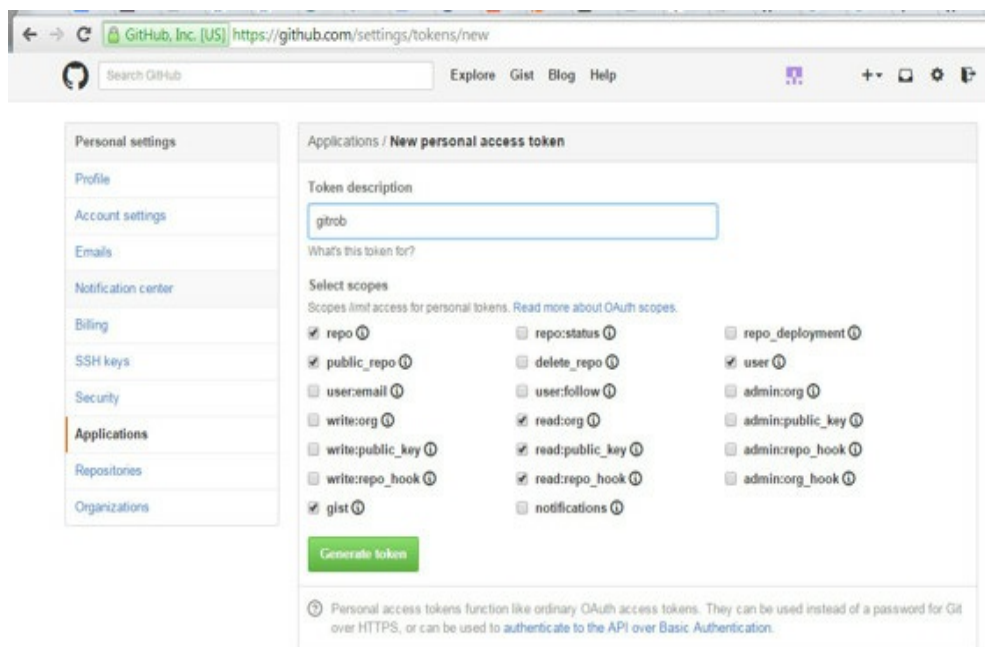 GitHub, Inc. [US] https://github.com/settings/tokens/new
Search GitHub
Explore Gist Blog Help
Personal settings
Profile
Account settings
Emails
Notification center
Billing
SSH keys
Security
Applications
Repositories
Organizations
Applications / New personal access token
Token description
gitrob
What's this token for?
Select scopes
Scopes limit access for personal tokens. Read more about OAuth scopes.
repo repo:status repo_deployment
public_repo delete_repo user
user:email user:follow admin:org
write:org read:org admin:public_key
write:public_key read:public_key admin:repo_hook
write:repo_hook read:repo_hook admin:org_hook
gist notifications
Generate token
Personal access tokens function like ordinary OAuth access tokens. They can be used instead of a password for Git
over HTTPS, or can be used to authenticate to the API over Basic Authentication.